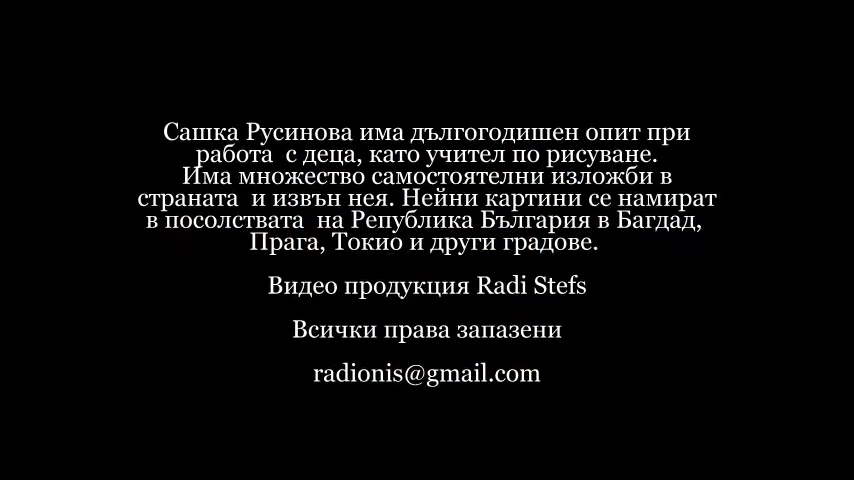 Сашка Русинова има дългогодишен опит при
работа  с деца, като учител по рисуване.
Има множество самостоятелни изложби в
страната  и извън нея. Нейни картини се намират
в посолствата  на Република България в Багдад,
Прага, Токио и други градове.
Видео продукция Radi Stefs
Всички права запазени
radionis@gmail.com